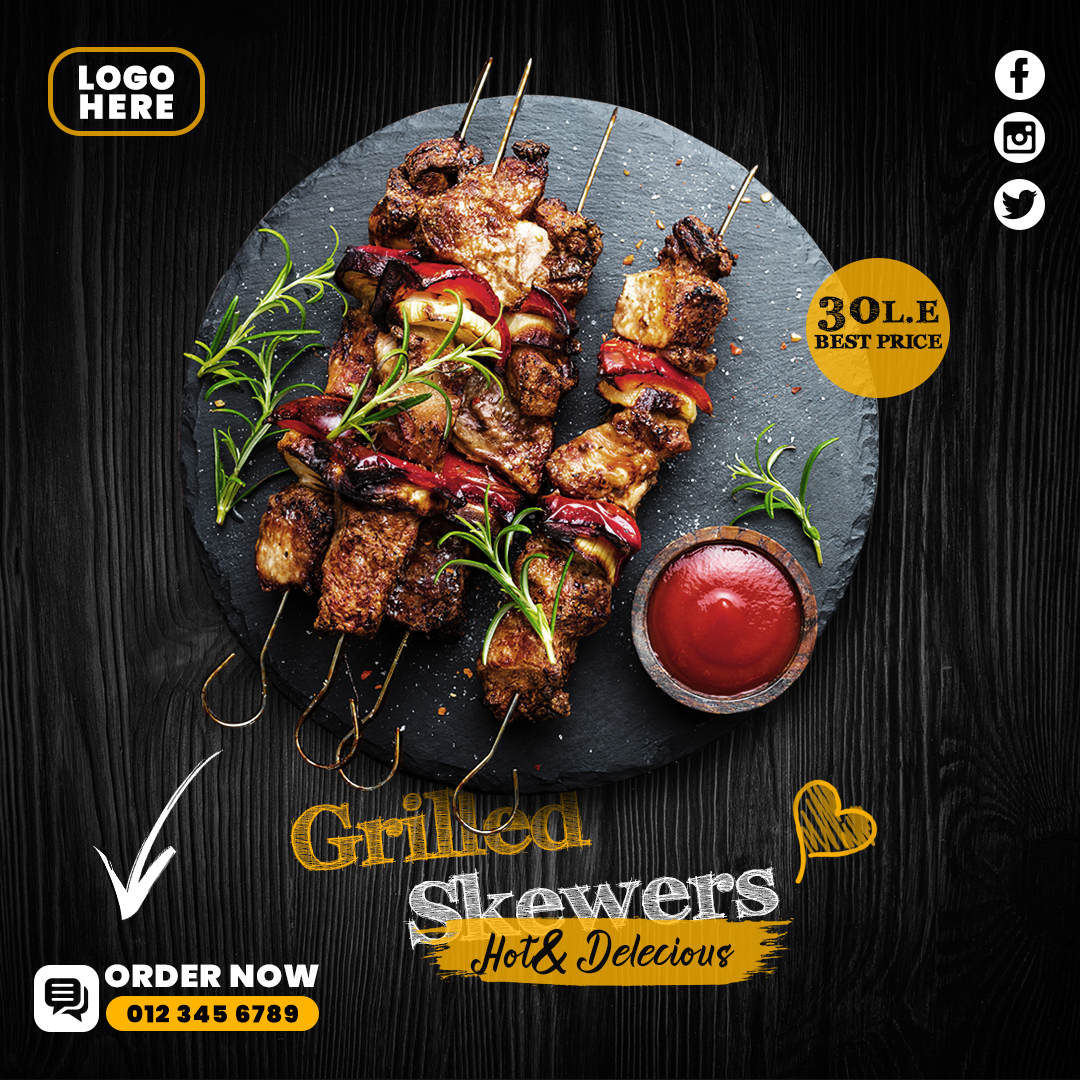 LOGO
HERE
30L.E
BEST PRICE
Grilled
Skewers
Hot& Delecious
ORDER NOW
012 345 6789